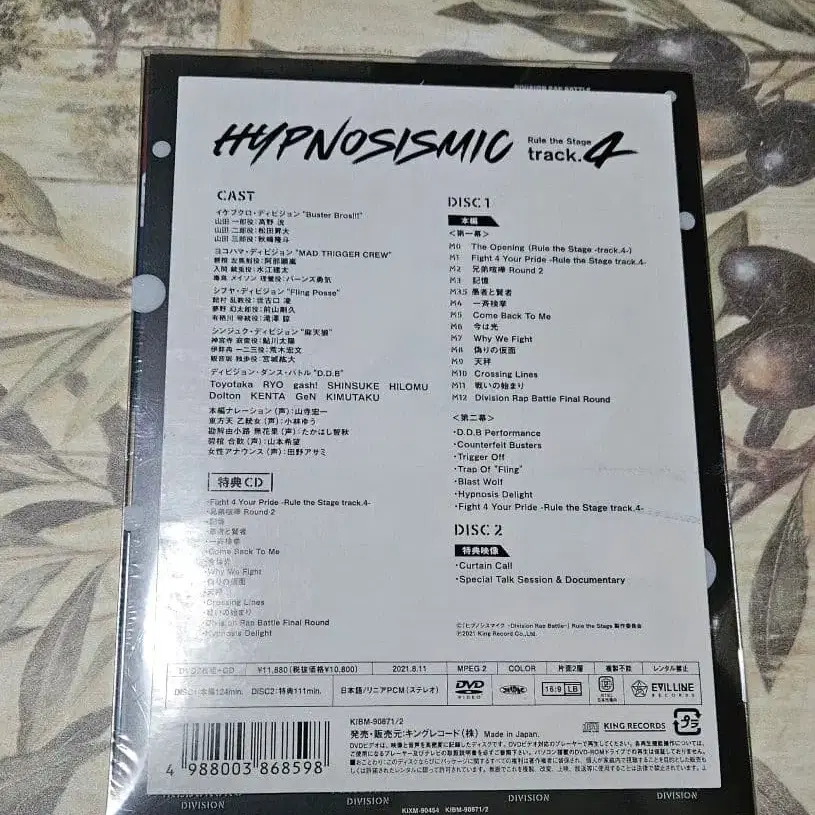 DIVISION RAP BATTLE
HYPNOSISMIC
Rule the Stage
track.4
CAST
イケブクロ・ディビジョン "Buster Bros!!!"
山田 一郎役：高野 洸
山田 二郎役：松田昇大
山田 三郎役：秋嶋隆斗
ヨコハマ・ディビジョン "MAD TRIGGER CREW"
碧棺 左馬刻役：阿部顕嵐
入間 銃兎役：水江建太
毒島 メイソン 理鶯役：バーンズ勇気
シブヤ・ディビジョン "Fling Posse"
飴村 乱数役：世古口 凌
夢野 幻太郎役：前山剛久
有栖川 帝統役：滝澤 諒
シンジュク・ディビジョン "麻天狼"
神宮寺 寂雷役：鮎川太陽
伊弉冉 一二三役：荒木宏文
観音坂 独歩役：宮城紘大
ディビジョン・ダンス・バトル "D.D.B"
Toyotaka RYO gash! SHINSUKE HILOMU
Dolton KENTA GeN KIMUTAKU
本編ナレーション（声）：山寺宏一
東方天 乙統女（声）：小林ゆう
勘解由小路 無花果（声）：たかはし智秋
碧棺 合歓（声）：山本希望
女性アナウンス（声）：田野アサミ
特典CD
・Fight 4 Your Pride -Rule the Stage track.4-
・兄弟喧嘩 Round 2
・記憶
・愚者と賢者
・一斉検挙
・Come Back To Me
・今は光
・Why We Fight
・偽りの仮面
・天秤
・Crossing Lines
・戦いの始まり
・Division Rap Battle Final Round
・Hypnosis Delight
DISC 1
本編
<第一幕>
M0 The Opening (Rule the Stage -track.4-)
M1 Fight 4 Your Pride -Rule the Stage track.4-
M2 兄弟喧嘩 Round 2
M3 記憶
M3.5 愚者と賢者
M4 一斉検挙
M5 Come Back To Me
M6 今は光
M7 Why We Fight
M8 偽りの仮面
M9 天秤
M10 Crossing Lines
M11 戦いの始まり
M12 Division Rap Battle Final Round
<第二幕>
・D.D.B Performance
・Counterfeit Busters
・Trigger Off
・Trap Of "Fling"
・Blast Wolf
・Hypnosis Delight
・Fight 4 Your Pride -Rule the Stage track.4-
DISC 2
特典映像
・Curtain Call
・Special Talk Session & Documentary
©『ヒプノシスマイク -Division Rap Battle-』Rule the Stage 製作委員会
℗2021 King Record Co.,Ltd.
DVD2枚組+CD ¥11,880(税抜価格¥10,800) 2021.8.11 MPEG 2 COLOR 片面2層 複製不能 レンタル禁止
DISC1:本編124min. DISC2:特典111min. 日本語/リニアPCM(ステレオ) DVD VIDEO 16:9 LB EVIL LINE RECORDS
KIBM-90871/2
発売・販売元：キングレコード(株) Made in Japan.
KING RECORDS
プラ
4 988003 868598
DIVISION DIVISION DIVISION DIVISION
KIXM-90454 KIBM-90871/2